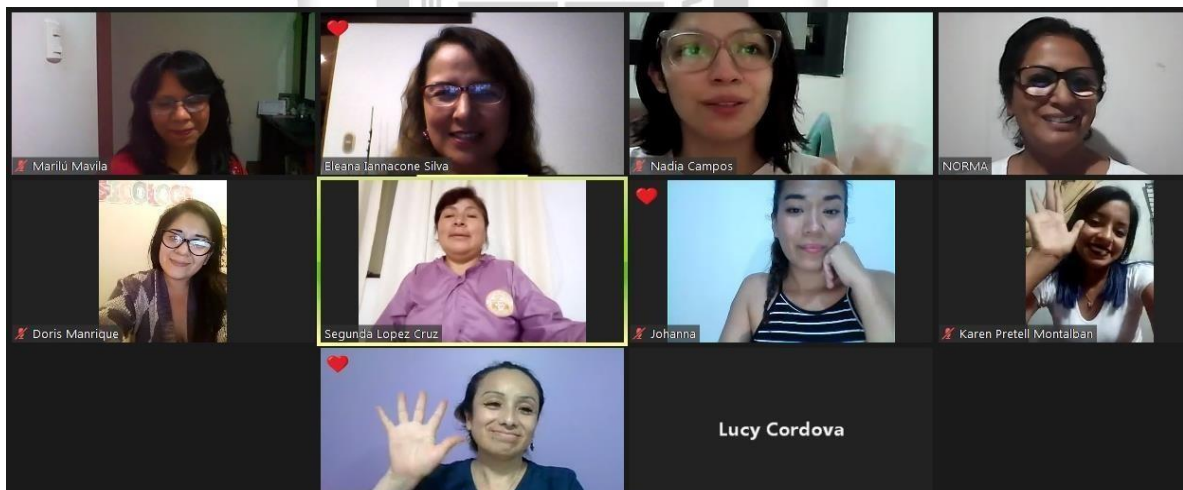 Marilú Mavila
Eleana Iannacone Silva
Nadia Campos
NORMA
Doris Manrique
Segunda Lopez Cruz
Johanna
Karen Pretell Montalban
Lucy Cordova